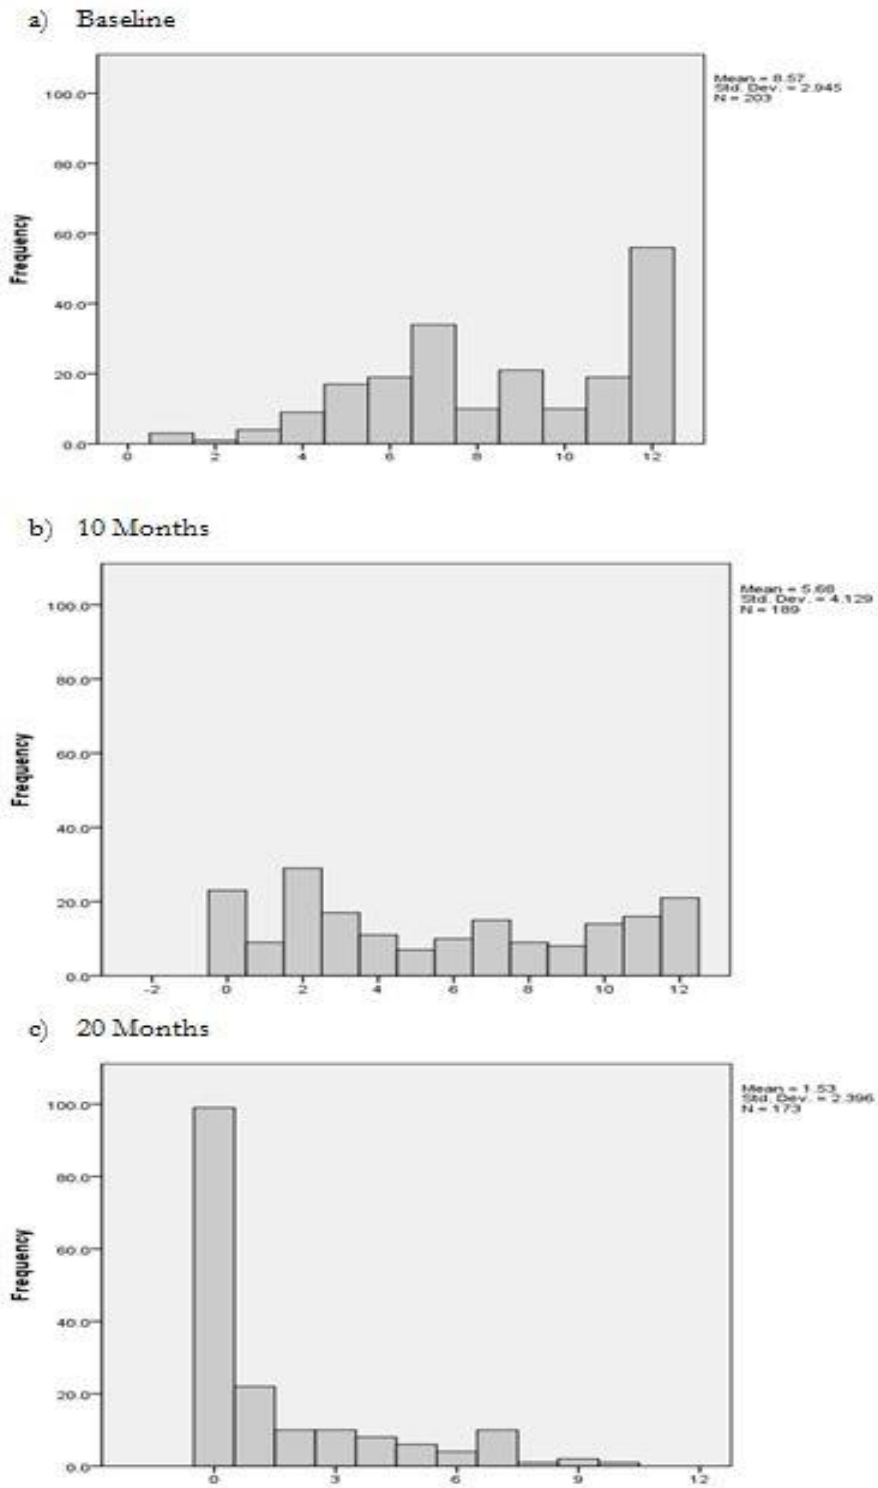 a) Baseline
Mean = 8.57
Std. Dev. = 2.945
N = 203
Frequency
100.0
80.0
60.0
40.0
20.0
0.0
0 2 4 6 8 10 12
b) 10 Months
Mean = 5.68
Std. Dev. = 4.129
N = 189
Frequency
100.0
80.0
60.0
40.0
20.0
0.0
-2 0 2 4 6 8 10 12
c) 20 Months
Mean = 1.53
Std. Dev. = 2.396
N = 173
Frequency
100.0
80.0
60.0
40.0
20.0
0.0
0 3 6 9 12